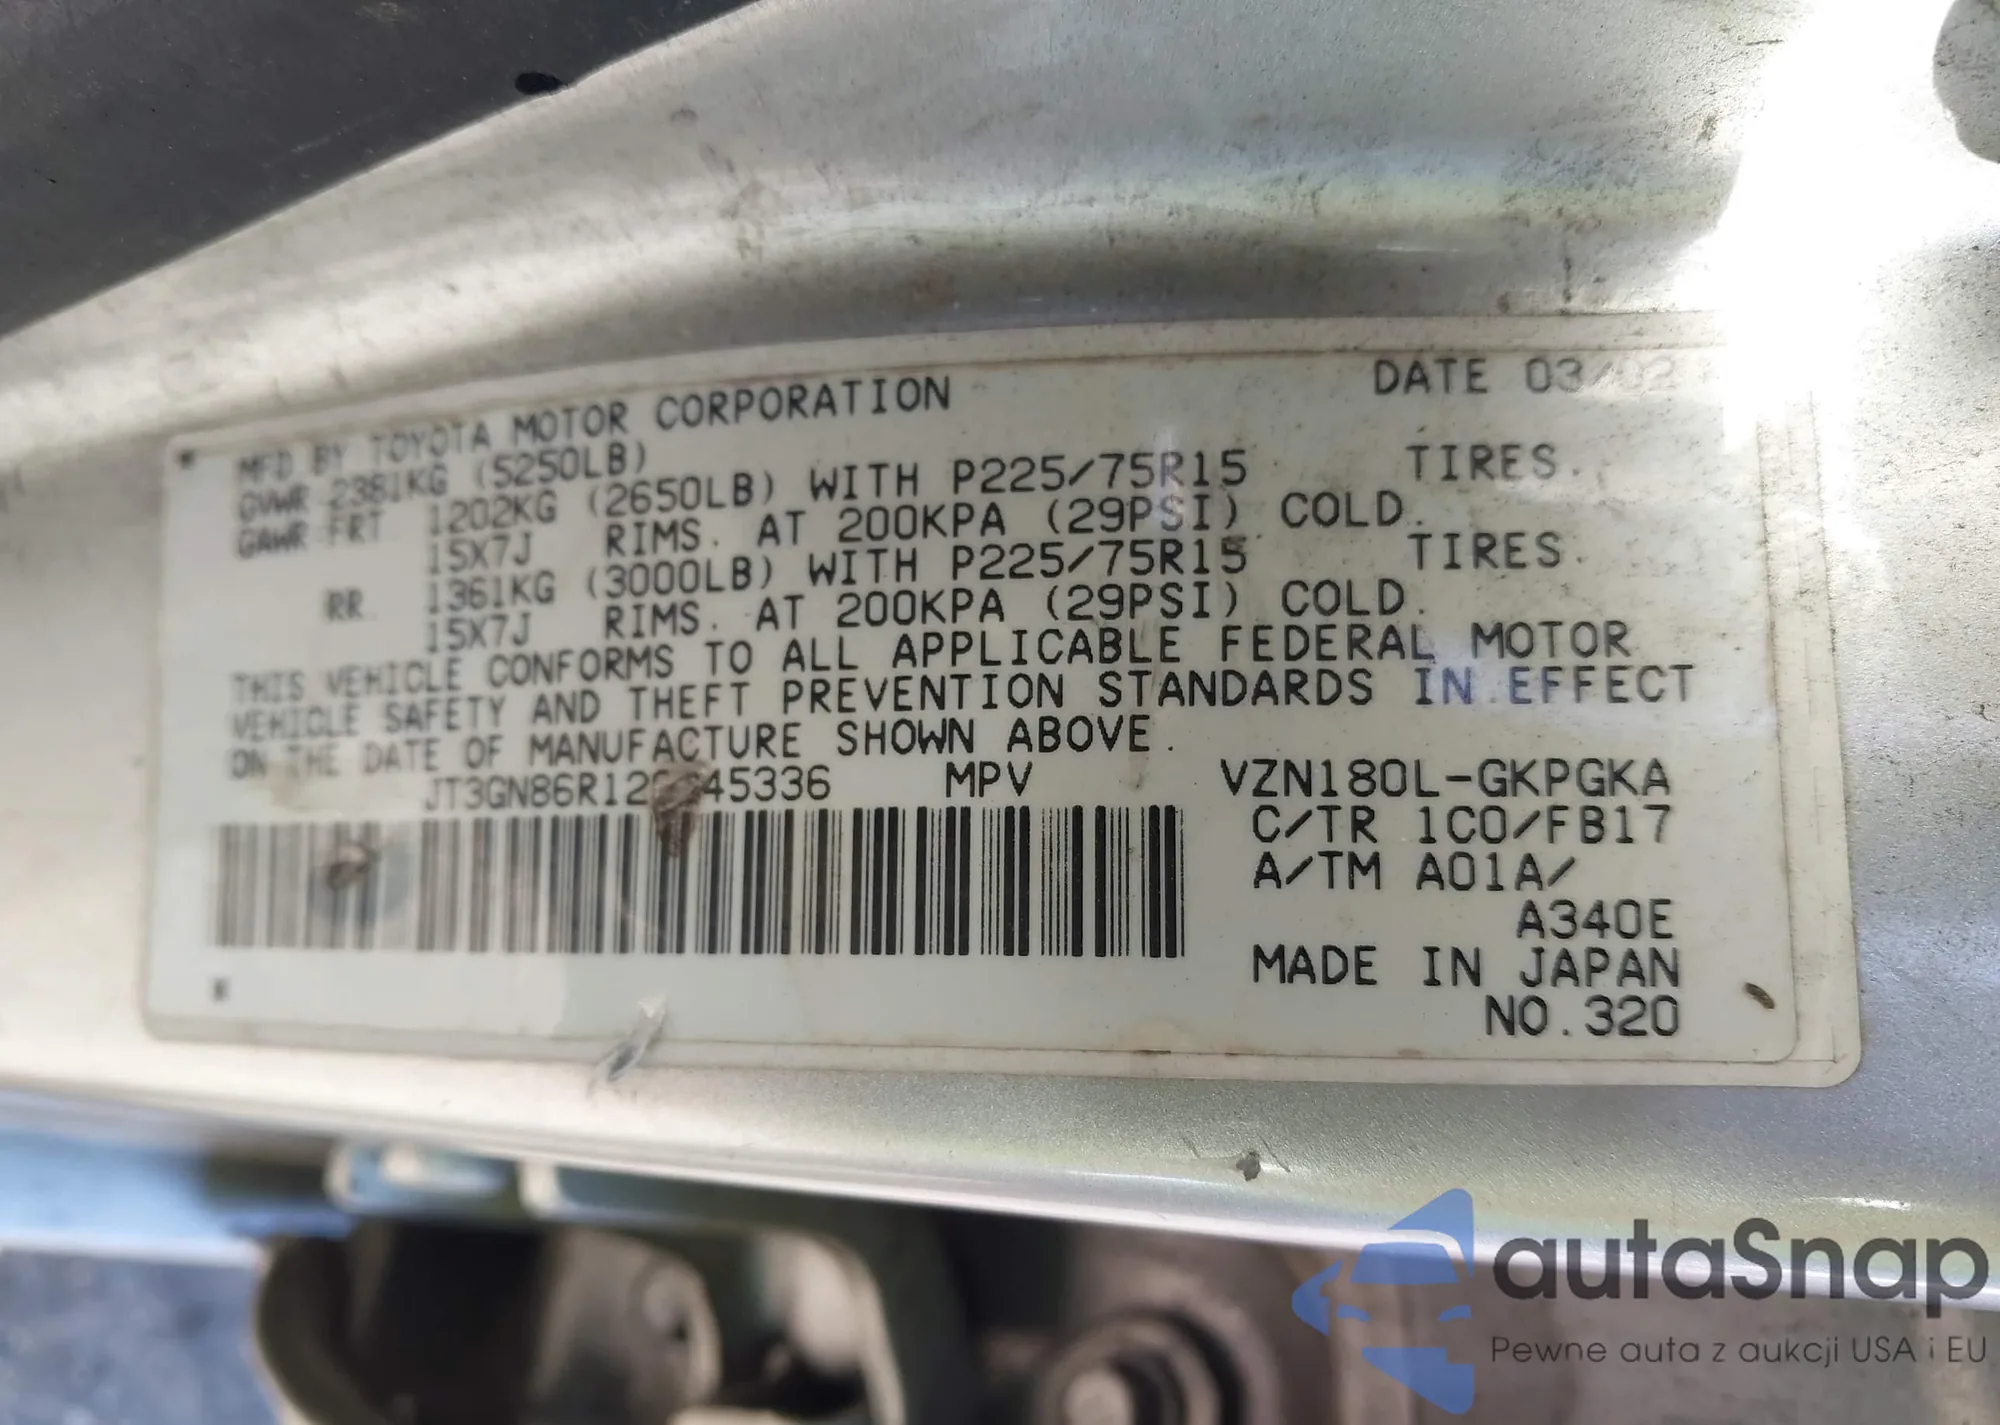 MFD BY TOYOTA MOTOR CORPORATION DATE 03/02
GVWR 2381KG (5250LB)
GAWR FRT 1202KG (2650LB) WITH P225/75R15 TIRES.
15X7J RIMS. AT 200KPA (29PSI) COLD.
RR 1361KG (3000LB) WITH P225/75R15 TIRES.
15X7J RIMS. AT 200KPA (29PSI) COLD.
THIS VEHICLE CONFORMS TO ALL APPLICABLE FEDERAL MOTOR
VEHICLE SAFETY AND THEFT PREVENTION STANDARDS IN EFFECT
ON THE DATE OF MANUFACTURE SHOWN ABOVE.
MPV VZN180L-GKPGKA
C/TR 1C0/FB17
A/TM A01A/
A340E
MADE IN JAPAN
NO.320
autaSnap
Pewne auta z aukcji USA i EU